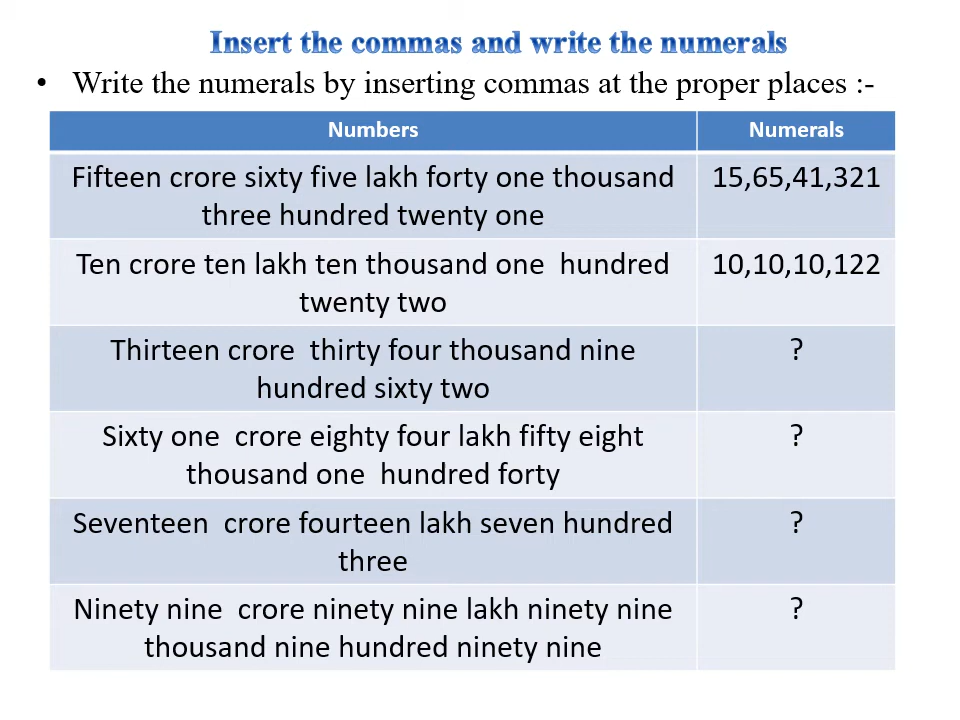 Insert the commas and write the numerals
• Write the numerals by inserting commas at the proper places :-
Numbers Numerals
Fifteen crore sixty five lakh forty one thousand 15,65,41,321
three hundred twenty one
Ten crore ten lakh ten thousand one hundred 10,10,10,122
twenty two
Thirteen crore thirty four thousand nine ?
hundred sixty two
Sixty one crore eighty four lakh fifty eight ?
thousand one hundred forty
Seventeen crore fourteen lakh seven hundred ?
three
Ninety nine crore ninety nine lakh ninety nine ?
thousand nine hundred ninety nine